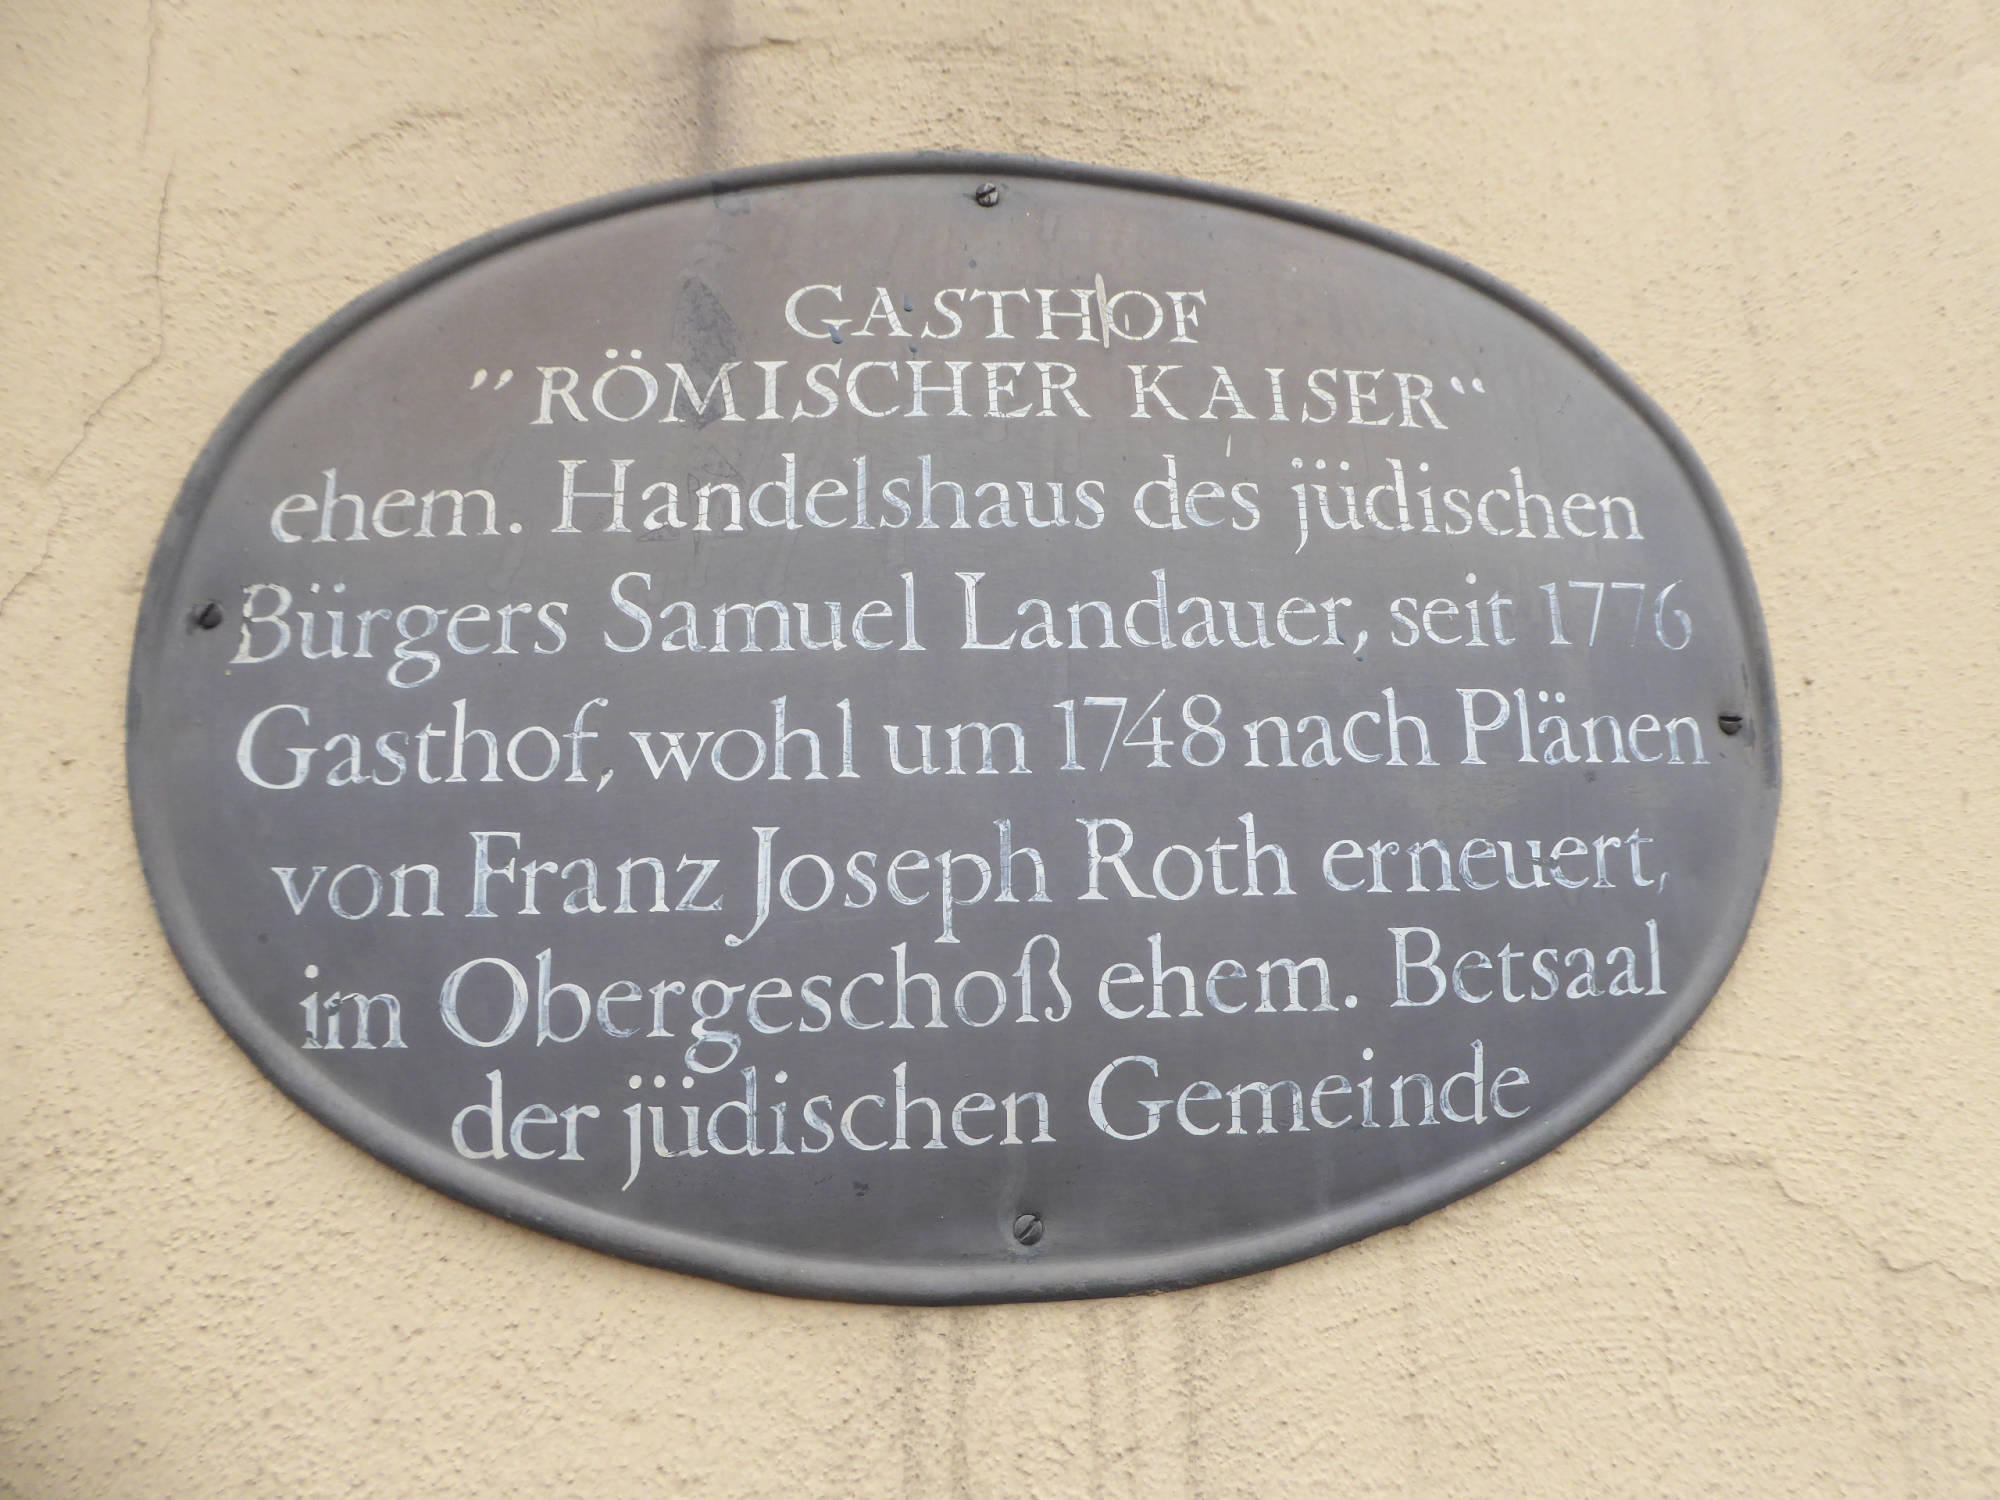 GASTHOF
"RÖMISCHER KAISER“
ehem. Handelshaus des jüdischen
Bürgers Samuel Landauer, seit 1776
Gasthof, wohl um 1748 nach Plänen
von Franz Joseph Roth erneuert,
im Obergeschoß ehem. Betsaal
der jüdischen Gemeinde